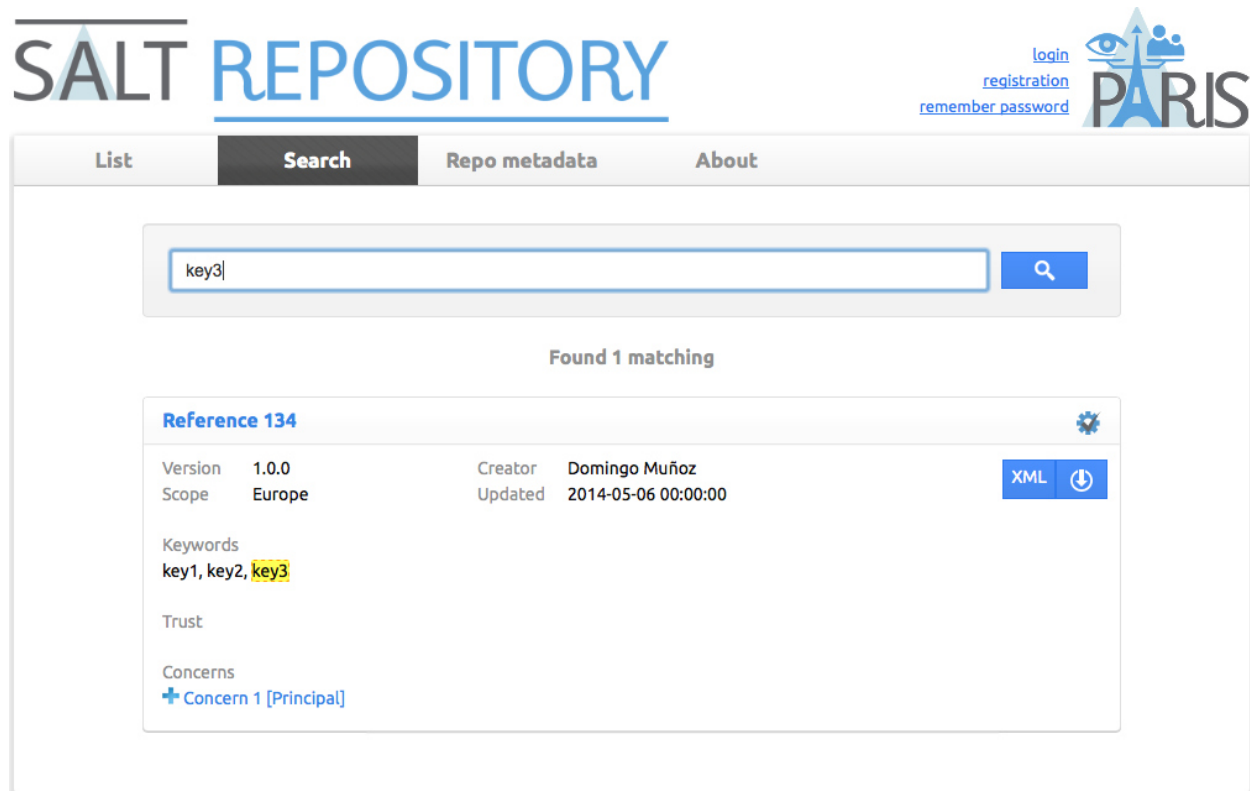 SALT REPOSITORY
login
registration
remember password
PARIS
List Search Repo metadata About
key3
Found 1 matching
Reference 134
Version 1.0.0 Creator Domingo Muñoz XML
Scope Europe Updated 2014-05-06 00:00:00
Keywords
key1, key2, key3
Trust
Concerns
Concern 1 [Principal]